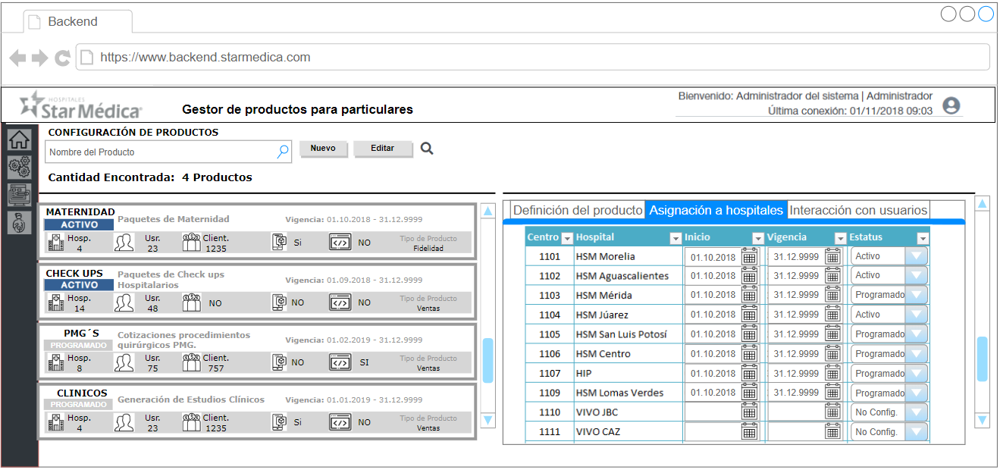 Backend
https://www.backend.starmedica.com
HOSPITALES
Star Médica
Gestor de productos para particulares
Bienvenido: Administrador del sistema | Administrador
Última conexión: 01/11/2018 09:03
CONFIGURACIÓN DE PRODUCTOS
Nombre del Producto
Nuevo
Editar
Cantidad Encontrada: 4 Productos
MATERNIDAD
ACTIVO
Paquetes de Maternidad
Vigencia: 01.10.2018 - 31.12.9999
Hosp.
4
Usr.
23
Client.
1235
Si
NO
Tipo de Producto
Fidelidad
CHECK UPS
ACTIVO
Paquetes de Check ups
Hospitalarios
Vigencia: 01.09.2018 - 31.12.9999
Hosp.
14
Usr.
48
NO
NO
NO
Tipo de Producto
Ventas
PMG´S
PROGRAMADO
Cotizaciones procedimientos
quirúrgicos PMG.
Vigencia: 01.02.2019 - 31.12.9999
Hosp.
8
Usr.
75
Client.
757
NO
SI
Tipo de Producto
Ventas
CLINICOS
PROGRAMADO
Generación de Estudios Clínicos
Vigencia: 01.01.2019 - 31.12.9999
Hosp.
4
Usr.
23
Client.
1235
Si
NO
Tipo de Producto
Ventas
Definición del producto Asignación a hospitales Interacción con usuarios
Centro Hospital Inicio Vigencia Estatus
1101 HSM Morelia 01.10.2018 31.12.9999 Activo
1102 HSM Aguascalientes 01.10.2018 31.12.9999 Activo
1103 HSM Mérida 01.10.2018 31.12.9999 Programado
1104 HSM Júarez 01.10.2018 31.12.9999 Activo
1105 HSM San Luis Potosí 01.10.2018 31.12.9999 Programado
1106 HSM Centro 01.10.2018 31.12.9999 Programado
1107 HIP 01.10.2018 31.12.9999 Programado
1109 HSM Lomas Verdes 01.10.2018 31.12.9999 Programado
1110 VIVO JBC No Config.
1111 VIVO CAZ No Config.